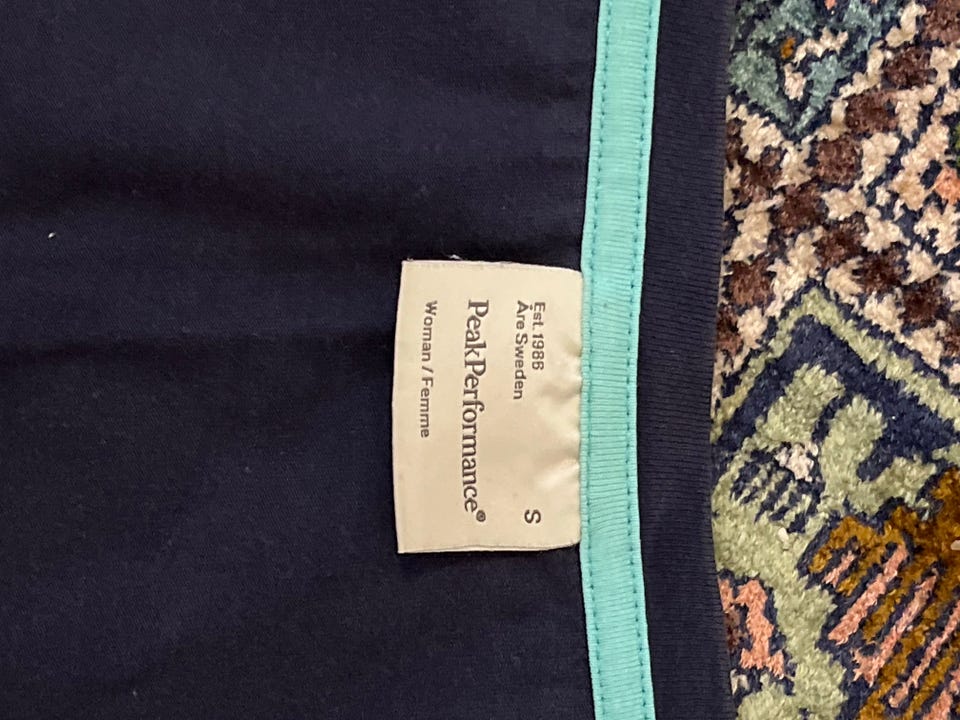 Est. 1986
Åre Sweden
S
PeakPerformance®
Woman / Femme